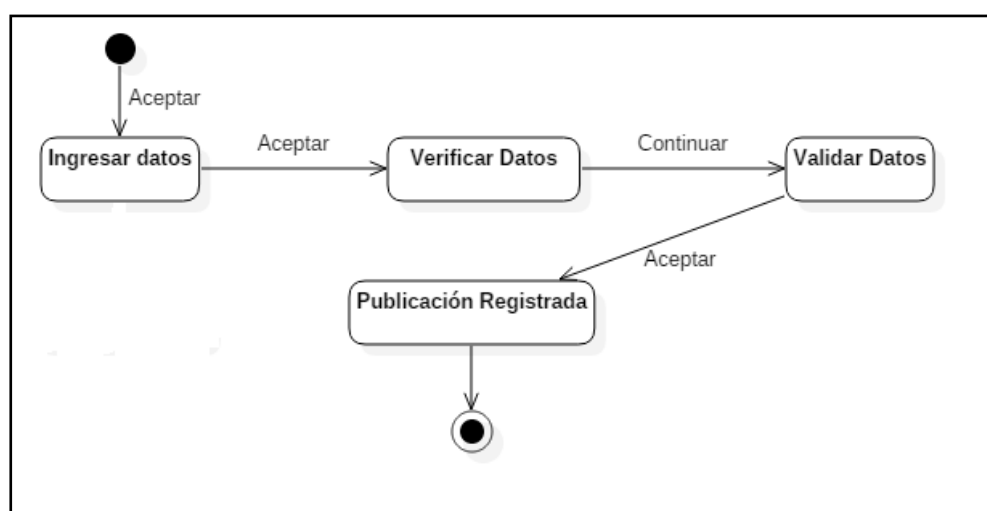 Aceptar
Ingresar datos
Aceptar
Verificar Datos
Continuar
Validar Datos
Aceptar
Publicación Registrada